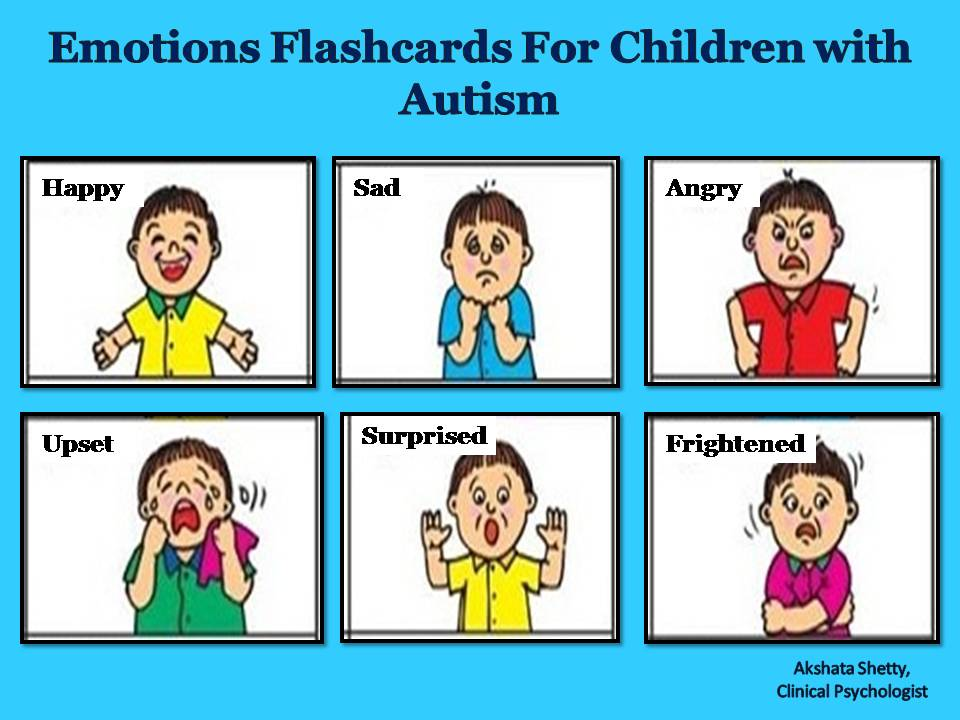 Emotions Flashcards For Children with
Autism
Happy
Sad
Angry
Upset
Surprised
Frightened
Akshata Shetty,
Clinical Psychologist